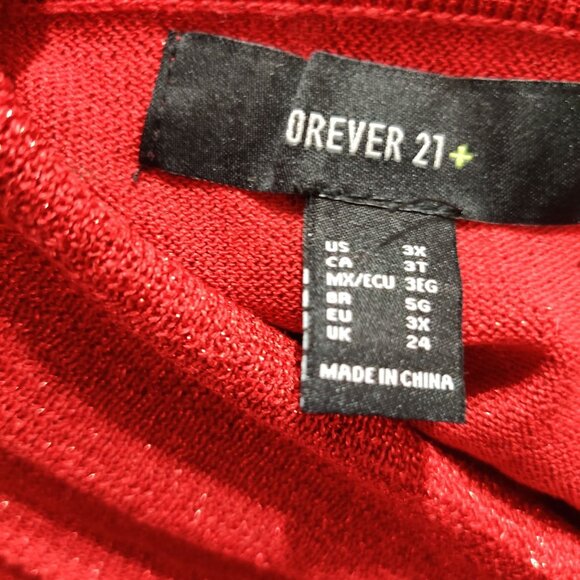 OREVER 21+
US 3X
CA 3T
MX/ECU 3EG
BR 5G
EU 3X
UK 24
MADE IN CHINA